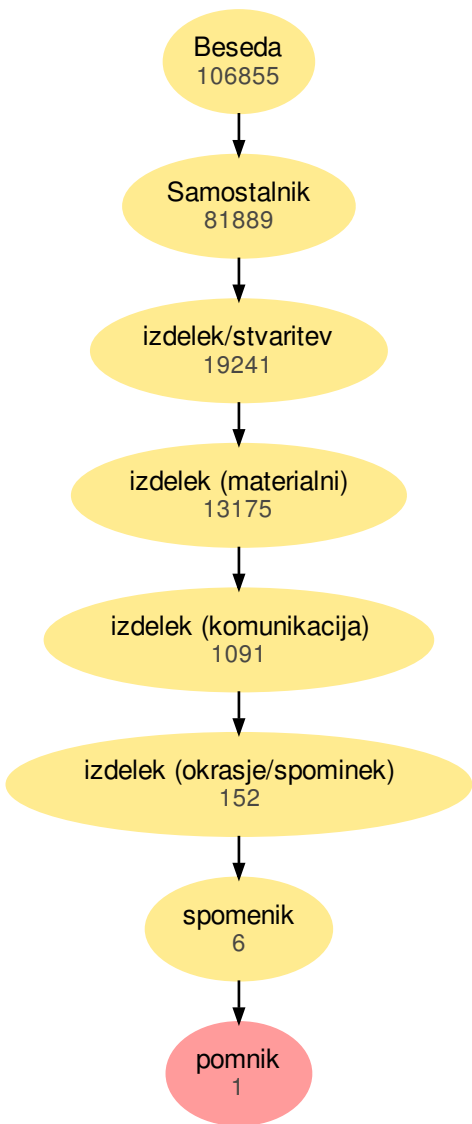 Beseda
106855
Samostalnik
81889
izdelek/stvaritev
19241
izdelek (materialni)
13175
izdelek (komunikacija)
1091
izdelek (okrasje/spominek)
152
spomenik
6
pomnik
1